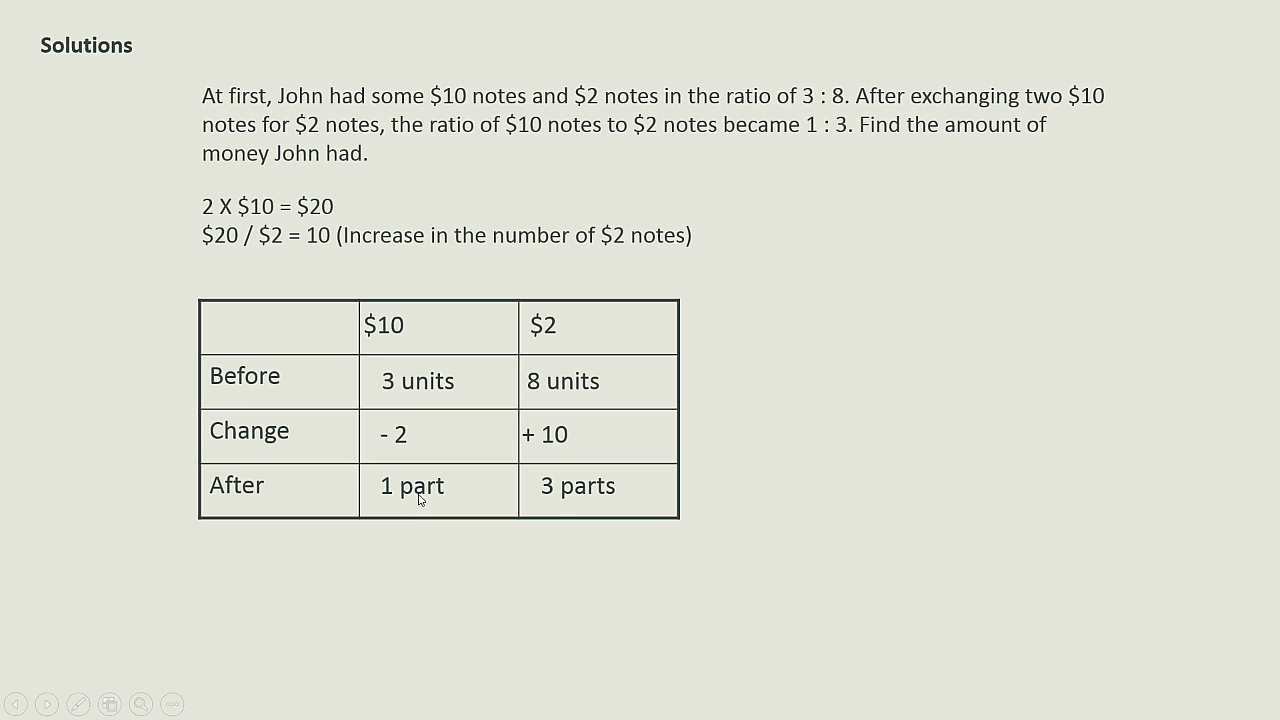 Solutions
At first, John had some $10 notes and $2 notes in the ratio of 3 : 8. After exchanging two $10
notes for $2 notes, the ratio of $10 notes to $2 notes became 1 : 3. Find the amount of
money John had.
2 X $10 = $20
$20 / $2 = 10 (Increase in the number of $2 notes)
$10 $2
Before 3 units 8 units
Change - 2 + 10
After 1 part 3 parts